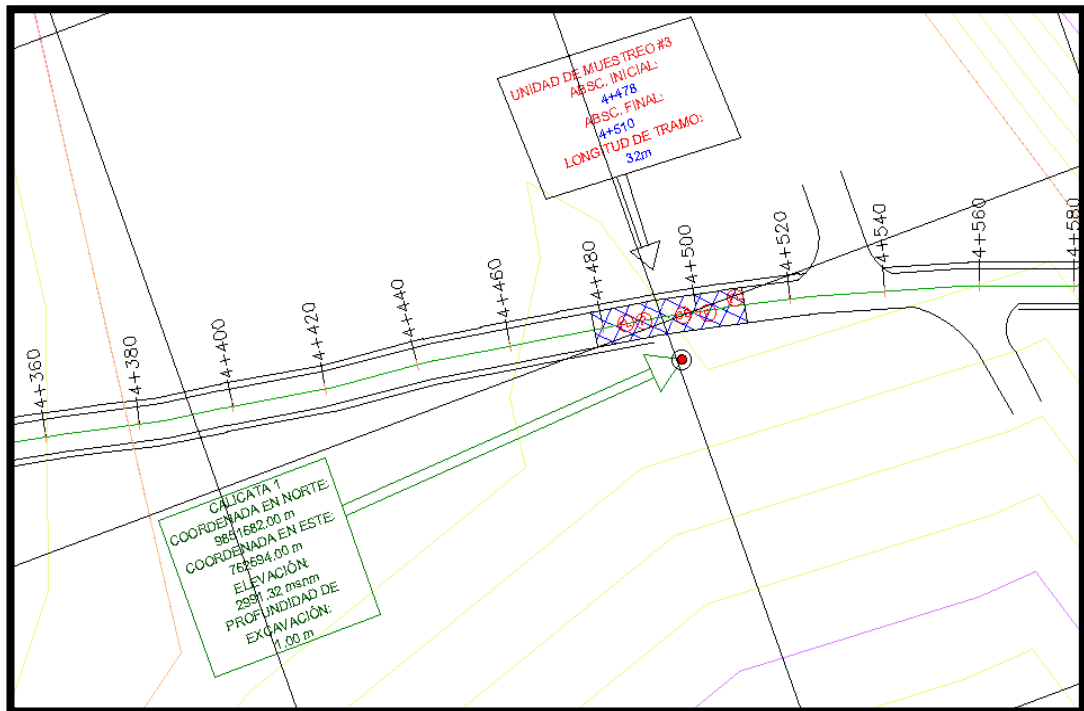 UNIDAD DE MUESTREO #3
ABSC. INICIAL:
4+478
ABSC. FINAL:
4+510
LONGITUD DE TRAMO:
32m
4+360
4+380
4+400
4+420
4+440
4+460
4+480
4+500
4+520
4+540
4+560
4+580
CALICATA 1
COORDENADA EN NORTE:
9851682,00 m
COORDENADA EN ESTE:
762694,00 m
ELEVACIÓN:
2991,32 msnm
PROFUNDIDAD DE
EXCAVACIÓN:
1,00 m